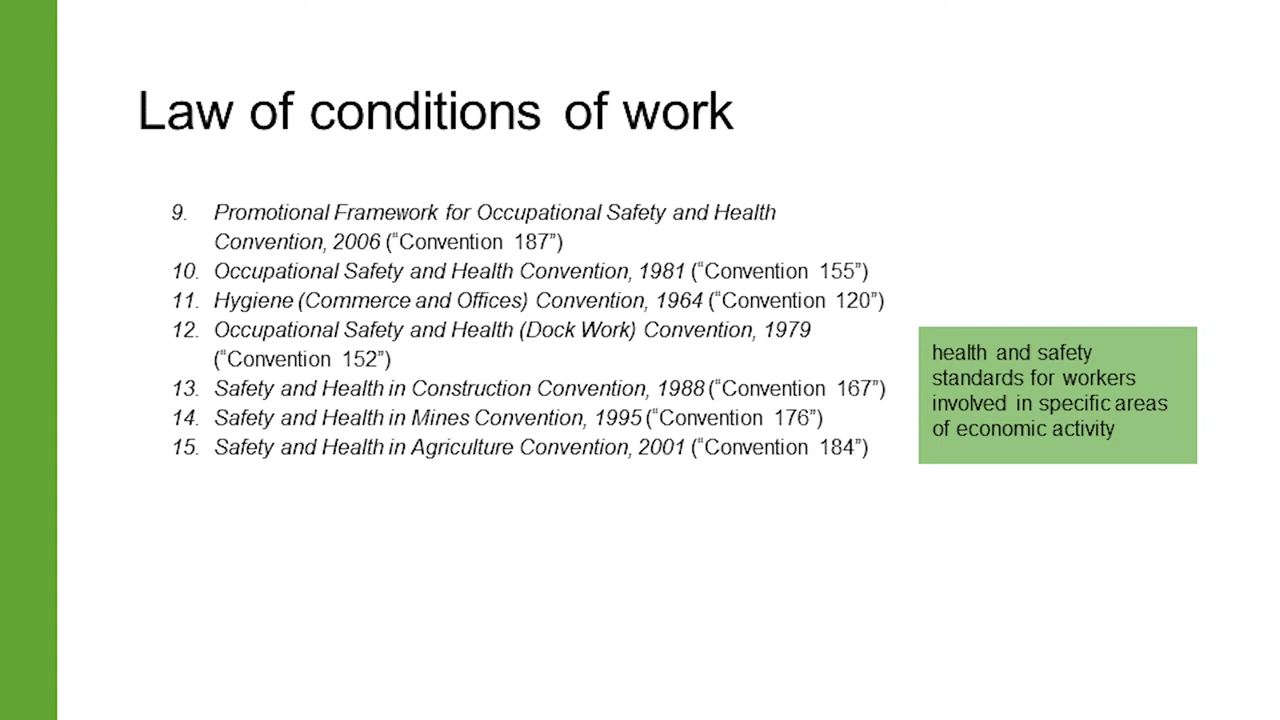 Law of conditions of work
9. Promotional Framework for Occupational Safety and Health
Convention, 2006 (“Convention 187”)
10. Occupational Safety and Health Convention, 1981 (“Convention 155”)
11. Hygiene (Commerce and Offices) Convention, 1964 (“Convention 120”)
12. Occupational Safety and Health (Dock Work) Convention, 1979
(“Convention 152”)
13. Safety and Health in Construction Convention, 1988 (“Convention 167”)
14. Safety and Health in Mines Convention, 1995 (“Convention 176”)
15. Safety and Health in Agriculture Convention, 2001 (“Convention 184”)
health and safety
standards for workers
involved in specific areas
of economic activity